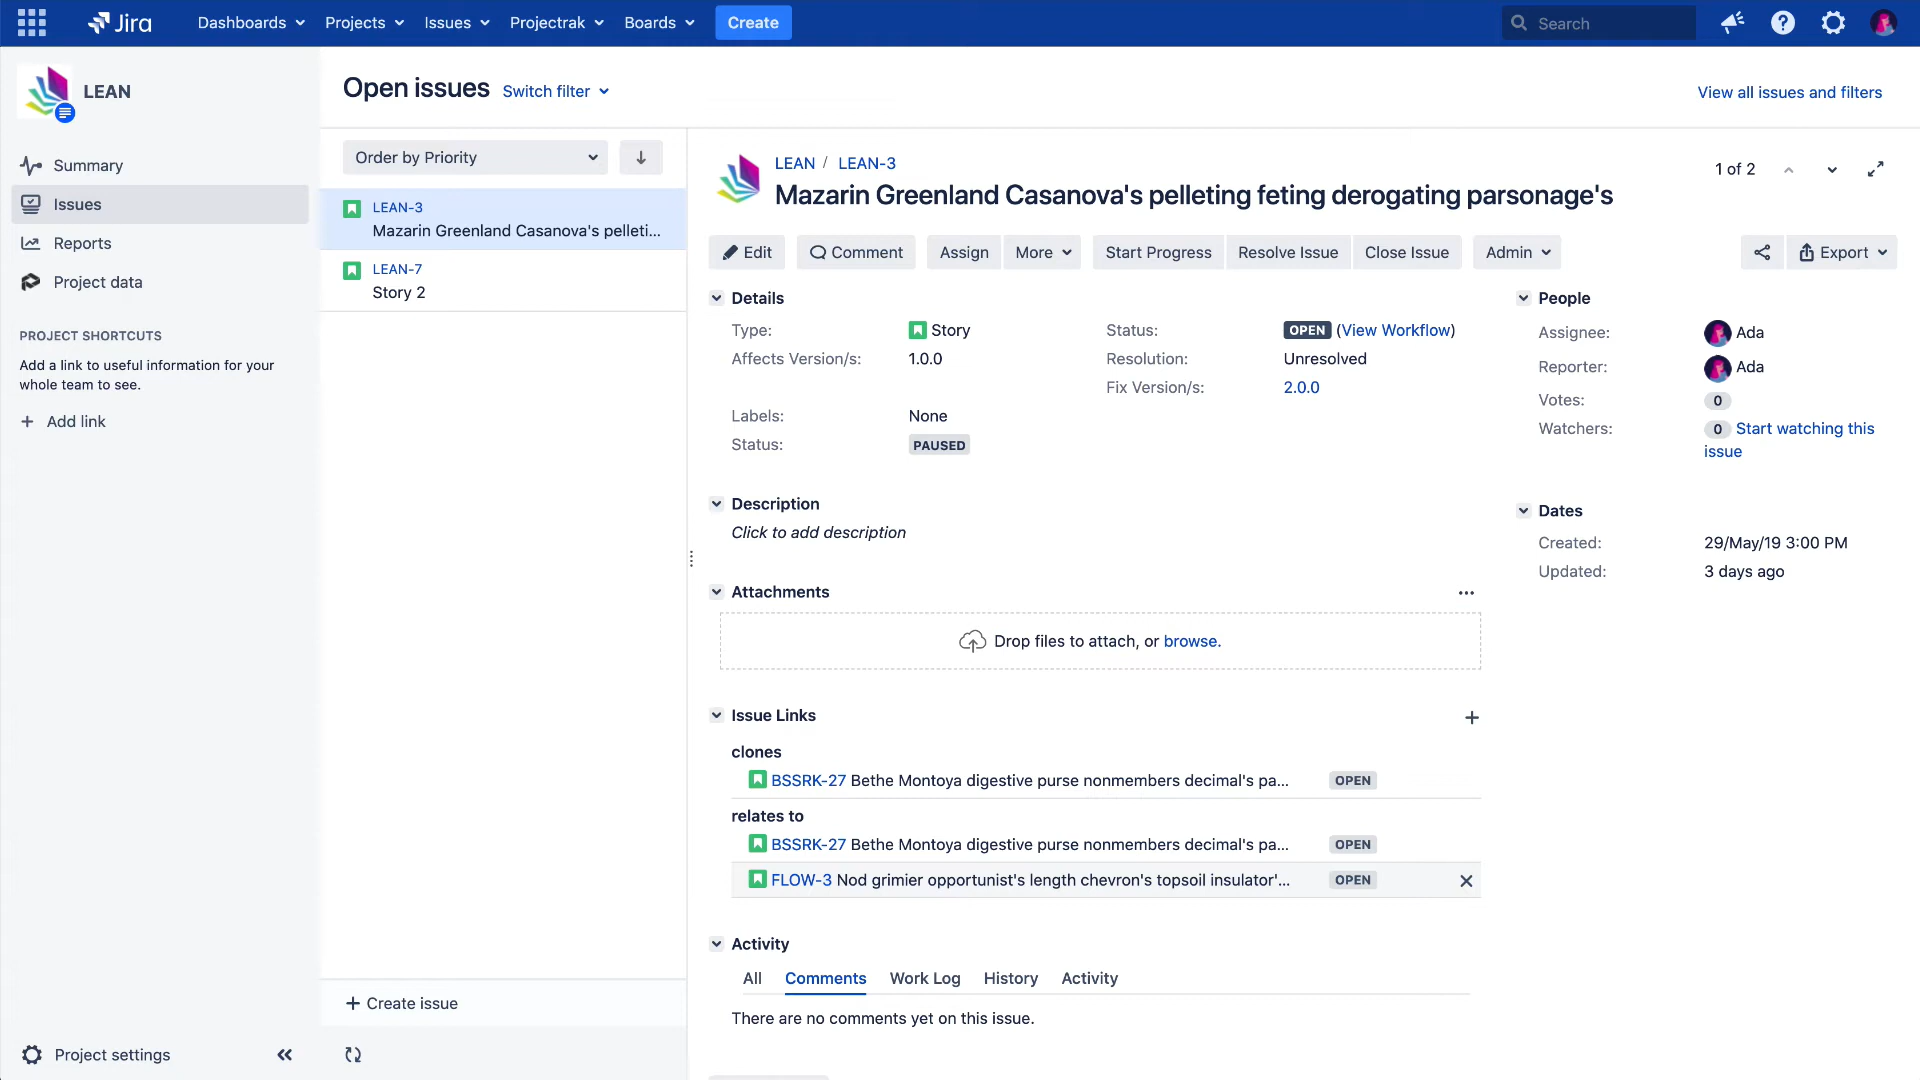 Jira
Dashboards
Projects
Issues
Projectrak
Boards
Create
Search
LEAN
Summary
Issues
Reports
Project data
PROJECT SHORTCUTS
Add a link to useful information for your
whole team to see.
+ Add link
Project settings
Open issues
Switch filter
View all issues and filters
Order by Priority
LEAN-3
Mazarin Greenland Casanova's pelleti...
LEAN-7
Story 2
+ Create issue
LEAN / LEAN-3
Mazarin Greenland Casanova's pelleting feting derogating parsonage's
1 of 2
Edit
Comment
Assign
More
Start Progress
Resolve Issue
Close Issue
Admin
Export
Details
Type: Story
Status: OPEN (View Workflow)
Affects Version/s: 1.0.0
Resolution: Unresolved
Fix Version/s: 2.0.0
Labels: None
Status: PAUSED
Description
Click to add description
Attachments
Drop files to attach, or browse.
Issue Links
clones
BSSRK-27 Bethe Montoya digestive purse nonmembers decimal's pa... OPEN
relates to
BSSRK-27 Bethe Montoya digestive purse nonmembers decimal's pa... OPEN
FLOW-3 Nod grimier opportunist's length chevron's topsoil insulator'... OPEN
Activity
All Comments Work Log History Activity
There are no comments yet on this issue.
People
Assignee: Ada
Reporter: Ada
Votes: 0
Watchers: 0 Start watching this
issue
Dates
Created: 29/May/19 3:00 PM
Updated: 3 days ago